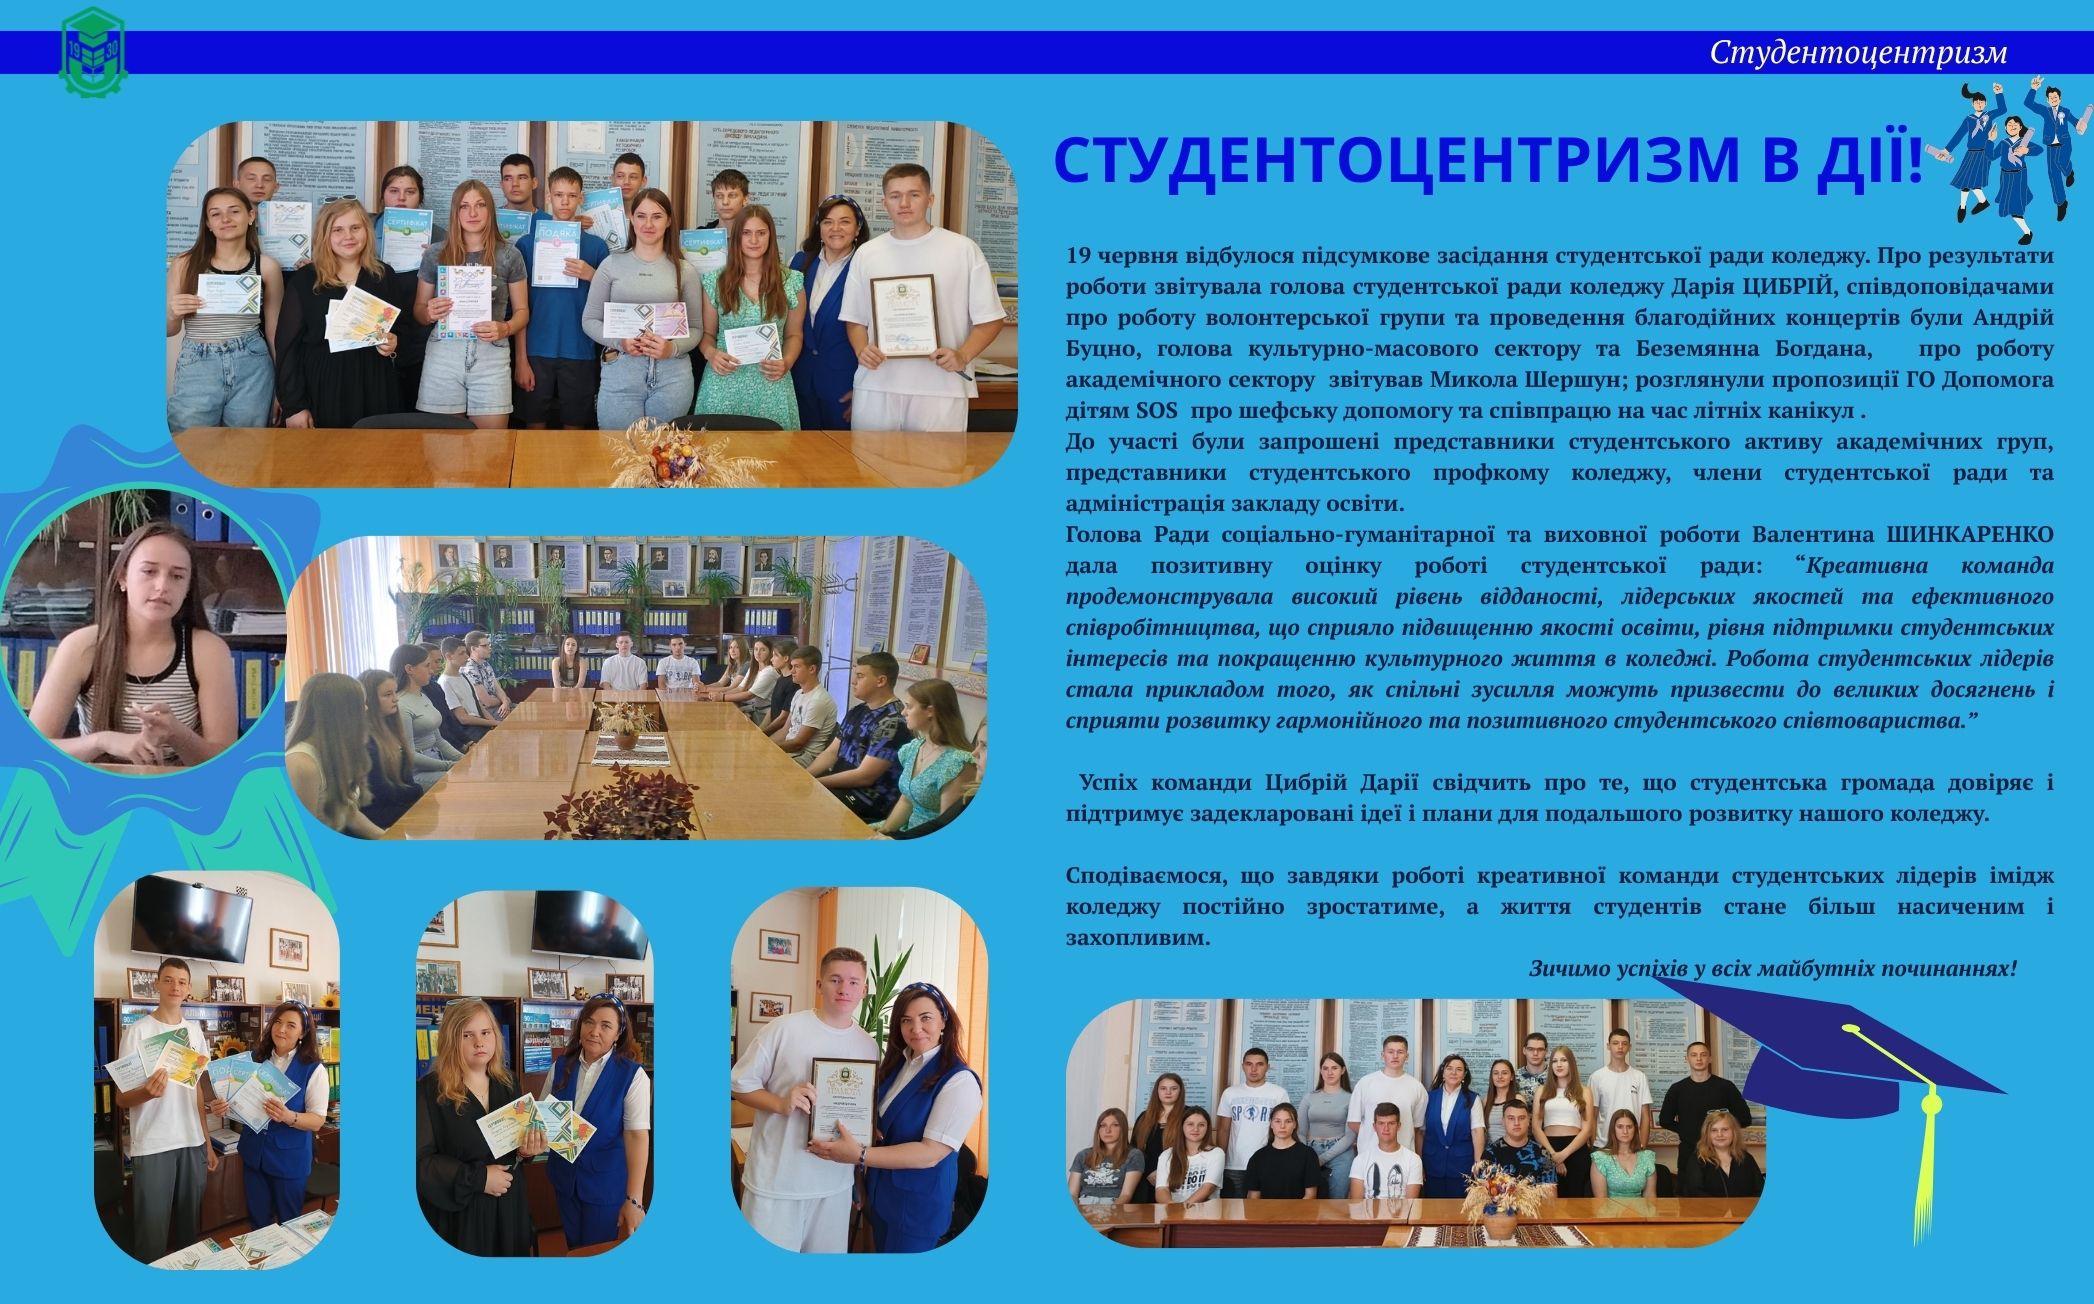 19 30
Студентоцентризм
СТУДЕНТОЦЕНТРИЗМ В ДІЇ!
19 червня відбулося підсумкове засідання студентської ради коледжу. Про результати
роботи звітувала голова студентської ради коледжу Дарія ЦИБРІЙ, співдоповідачами
про роботу волонтерської групи та проведення благодійних концертів були Андрій
Буцно, голова культурно-масового сектору та Беземянна Богдана, про роботу
академічного сектору звітував Микола Шершун; розглянули пропозиції ГО Допомога
дітям SOS про шефську допомогу та співпрацю на час літніх канікул .
До участі були запрошені представники студентського активу академічних груп,
представники студентського профкому коледжу, члени студентської ради та
адміністрація закладу освіти.
Голова Ради соціально-гуманітарної та виховної роботи Валентина ШИНКАРЕНКО
дала позитивну оцінку роботі студентської ради: “Креативна команда
продемонструвала високий рівень відданості, лідерських якостей та ефективного
співробітництва, що сприяло підвищенню якості освіти, рівня підтримки студентських
інтересів та покращенню культурного життя в коледжі. Робота студентських лідерів
стала прикладом того, як спільні зусилля можуть призвести до великих досягнень і
сприяти розвитку гармонійного та позитивного студентського співтовариства.”
Успіх команди Цибрій Дарії свідчить про те, що студентська громада довіряє і
підтримує задекларовані ідеї і плани для подальшого розвитку нашого коледжу.
Сподіваємося, що завдяки роботі креативної команди студентських лідерів імідж
коледжу постійно зростатиме, а життя студентів стане більш насиченим і
захопливим.
Зичимо успіхів у всіх майбутніх починаннях!
СЕРТИФІКАТ
ПОДЯКА
СЕРТИФІКАТ